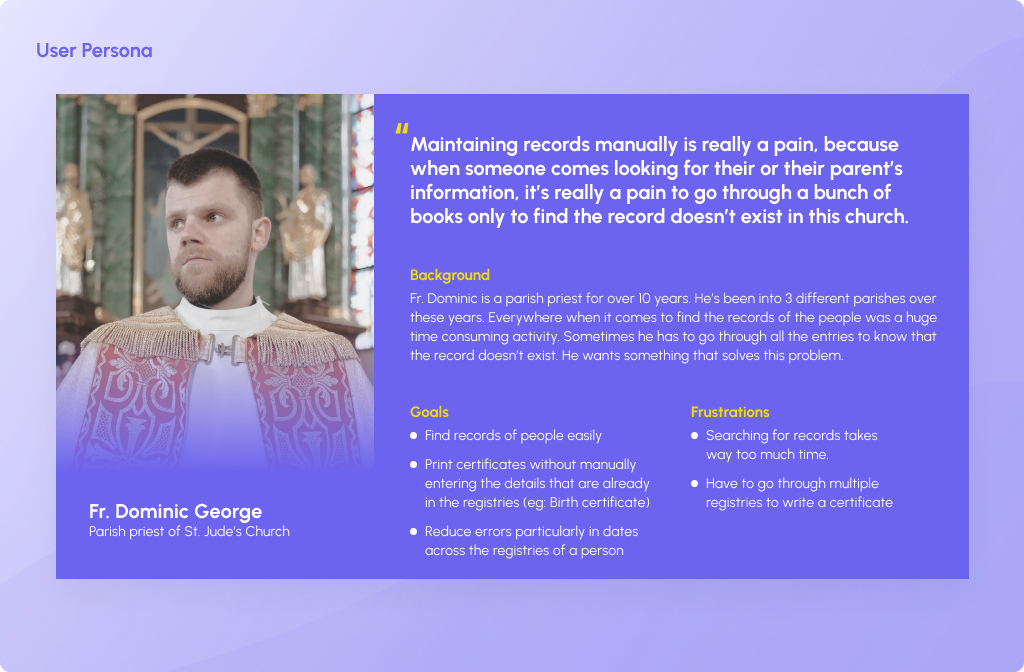 User Persona
"
Maintaining records manually is really a pain, because
when someone comes looking for their or their parent's
information, it's really a pain to go through a bunch of
books only to find the record doesn't exist in this church.
Background
Fr. Dominic is a parish priest for over 10 years. He's been into 3 different parishes over
these years. Everywhere when it comes to find the records of the people was a huge
time consuming activity. Sometimes he has to go through all the entries to know that
the record doesn't exist. He wants something that solves this problem.
Goals
Find records of people easily
Print certificates without manually
entering the details that are already
in the registries (eg: Birth certificate)
Reduce errors particularly in dates
across the registries of a person
Frustrations
Searching for records takes
way too much time.
Have to go through multiple
registries to write a certificate
Fr. Dominic George
Parish priest of St. Jude's Church